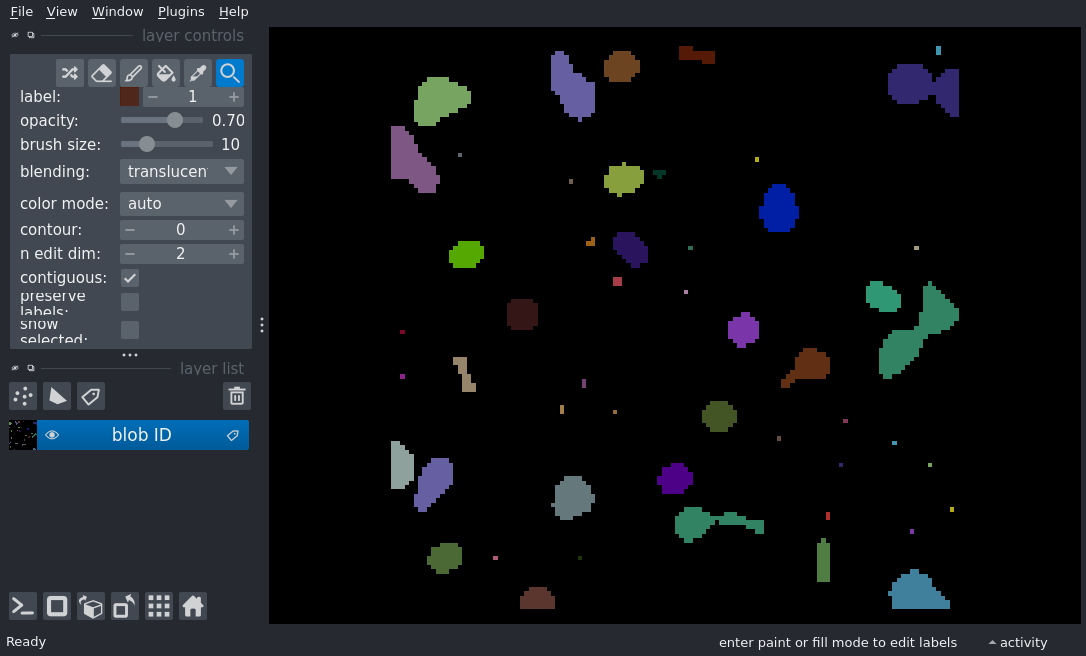 File View Window Plugins Help
layer controls
label: 1
opacity: 0.70
brush size: 10
blending: translucen
color mode: auto
contour: 0
n edit dim: 2
contiguous:
preserve
labels:
show
selected:
layer list
blob ID
Ready
enter paint or fill mode to edit labels
activity